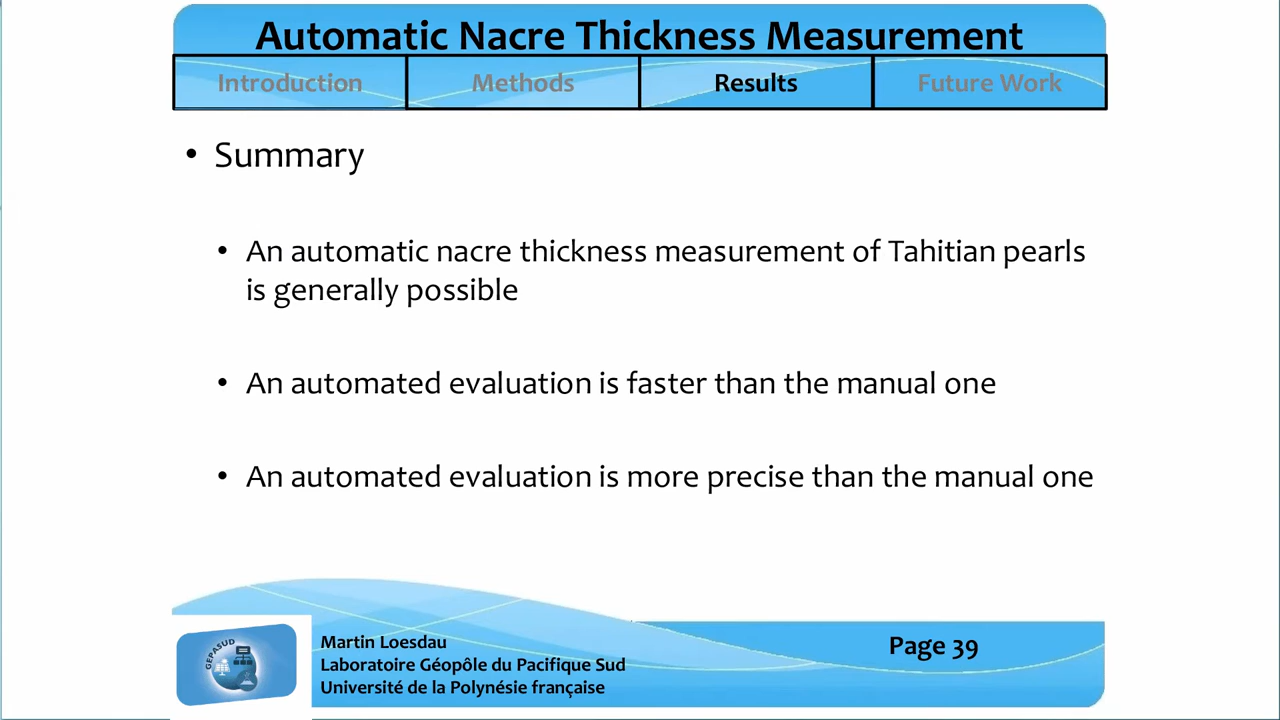 Automatic Nacre Thickness Measurement
Introduction
Methods
Results
Future Work
• Summary
• An automatic nacre thickness measurement of Tahitian pearls
is generally possible
• An automated evaluation is faster than the manual one
• An automated evaluation is more precise than the manual one
GEPASUD
Martin Loesdau
Laboratoire Géopôle du Pacifique Sud
Université de la Polynésie française
Page 39